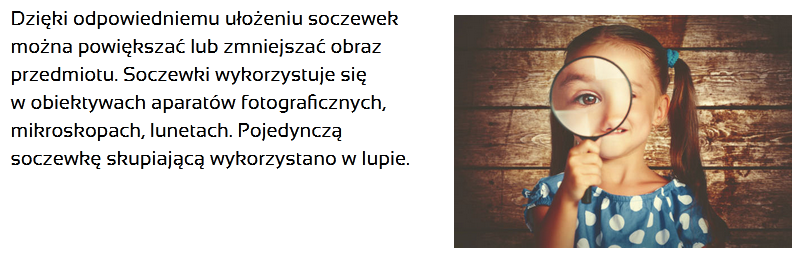 Dzięki odpowiedniemu ułożeniu soczewek
można powiększać lub zmniejszać obraz
przedmiotu. Soczewki wykorzystuje się
w obiektywach aparatów fotograficznych,
mikroskopach, lunetach. Pojedynczą
soczewkę skupiającą wykorzystano w lupie.